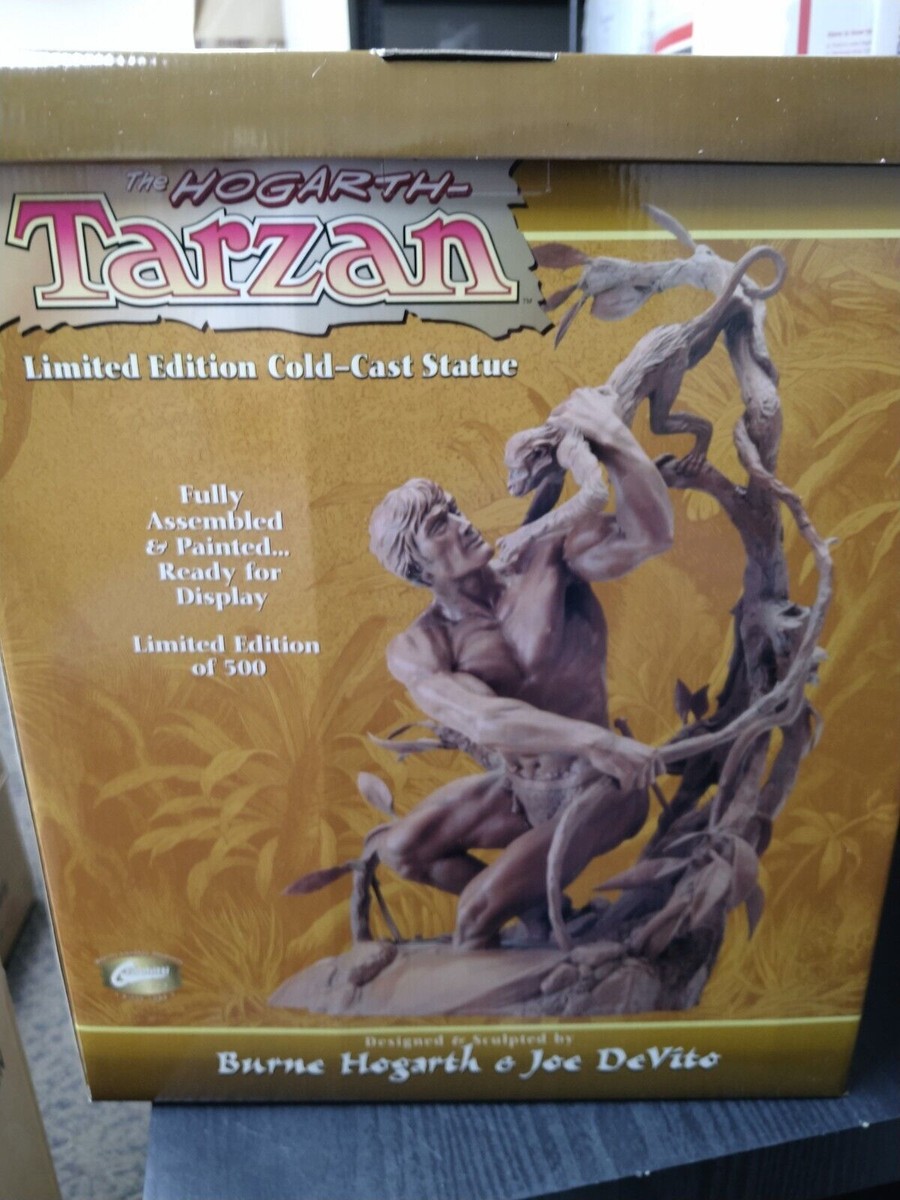 The HOGARTH-
Tarzan™
Limited Edition Cold-Cast Statue
Fully
Assembled
& Painted...
Ready for
Display
Limited Edition
of 500
Designed & Sculpted by
Burne Hogarth & Joe DeVito